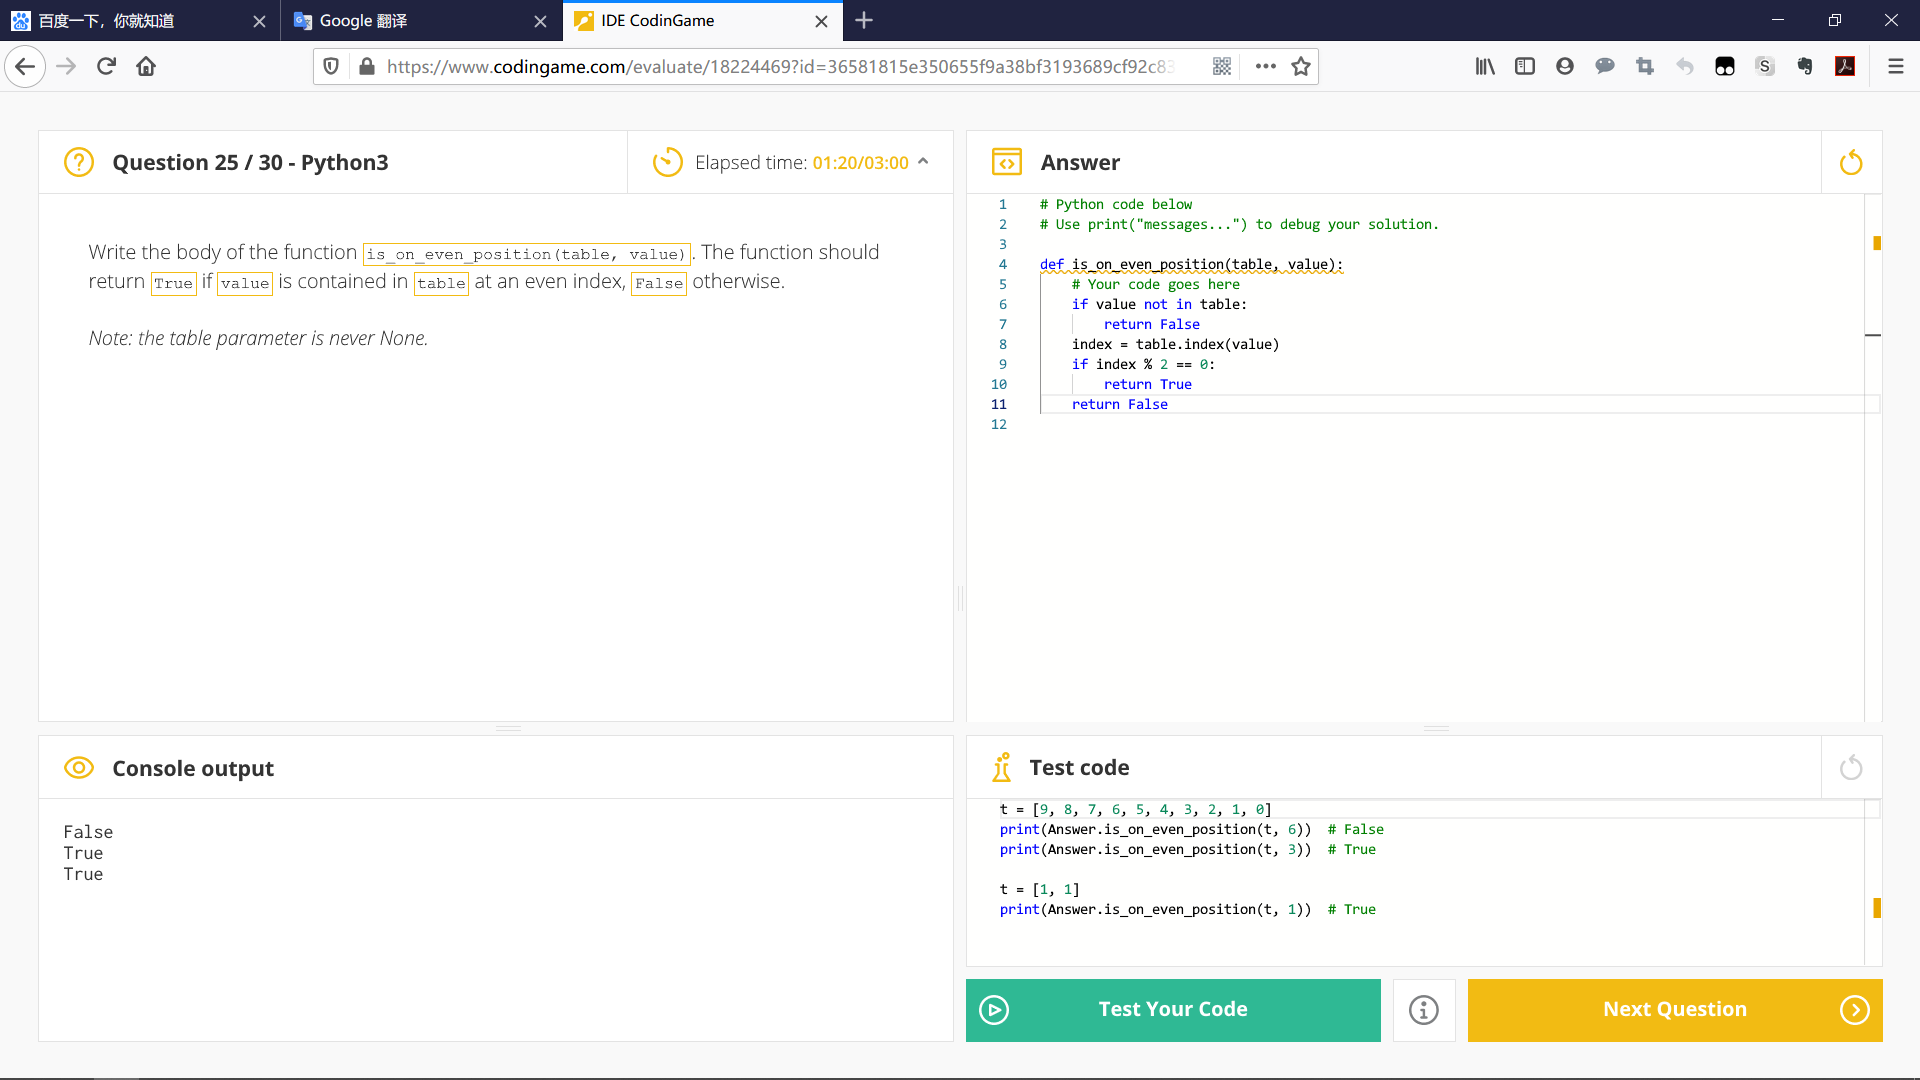 百度一下，你就知道
Google 翻译
IDE CodinGame
https://www.codingame.com/evaluate/18224469?id=36581815e350655f9a38bf3193689cf92c83
Question 25 / 30 - Python3
Elapsed time: 01:20/03:00
Write the body of the function is_on_even_position(table, value). The function should
return True if value is contained in table at an even index, False otherwise.
Note: the table parameter is never None.
Answer
1 # Python code below
2 # Use print("messages...") to debug your solution.
3
4 def is_on_even_position(table, value):
5     # Your code goes here
6     if value not in table:
7         return False
8     index = table.index(value)
9     if index % 2 == 0:
10         return True
11     return False
12
Console output
False
True
True
Test code
t = [9, 8, 7, 6, 5, 4, 3, 2, 1, 0]
print(Answer.is_on_even_position(t, 6))  # False
print(Answer.is_on_even_position(t, 3))  # True
t = [1, 1]
print(Answer.is_on_even_position(t, 1))  # True
Test Your Code
Next Question